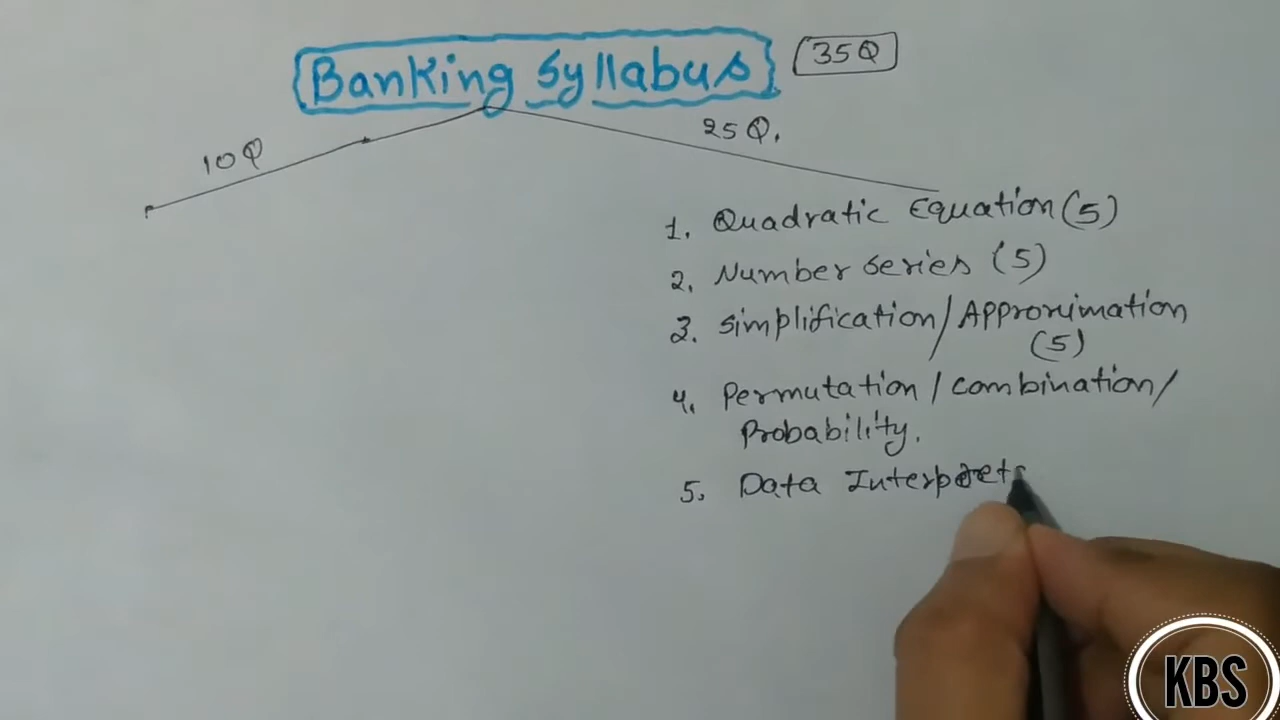 Banking Syllabus
35Q
10Q
25Q.
1. Quadratic Equation (5)
2. Number Series (5)
3. Simplification/Approximation
(5)
4. Permutation/Combination/
Probability.
5. Data Interpret
KBS